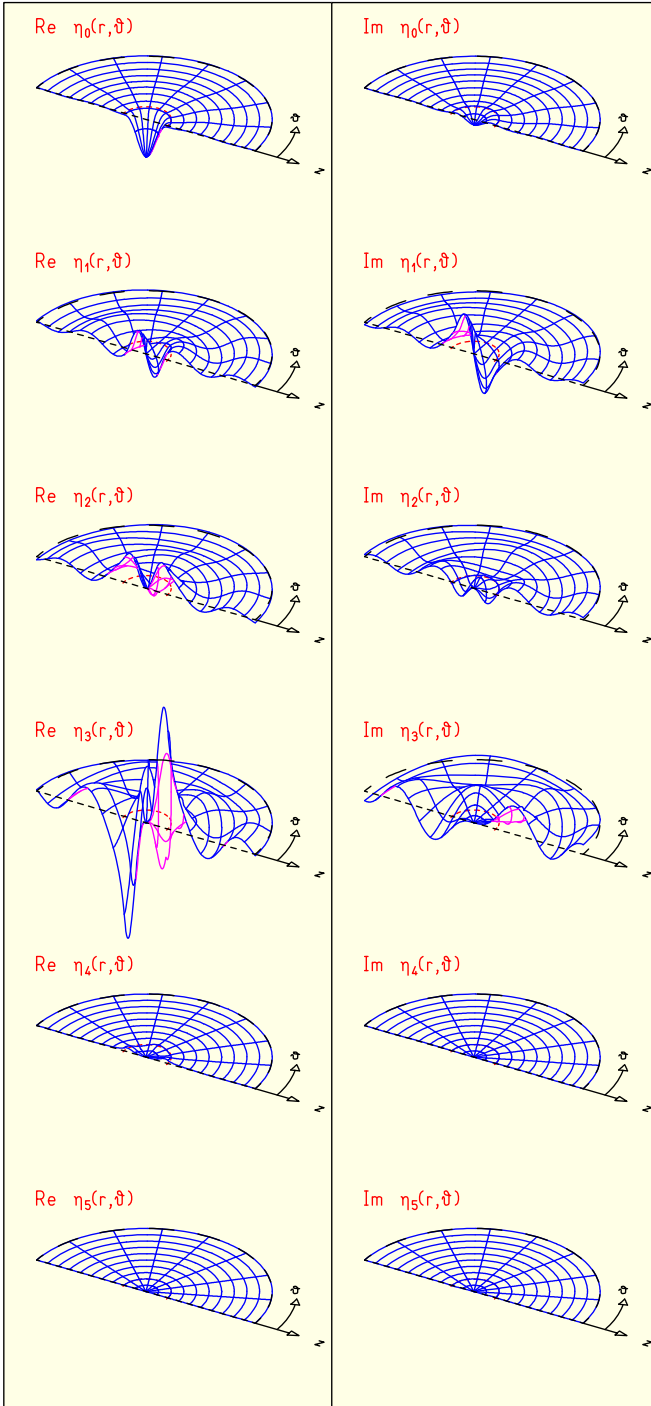 Re η₀(r,ϑ) Im η₀(r,ϑ)
ϑ ϑ
z z
Re η₁(r,ϑ) Im η₁(r,ϑ)
ϑ ϑ
z z
Re η₂(r,ϑ) Im η₂(r,ϑ)
ϑ ϑ
z z
Re η₃(r,ϑ) Im η₃(r,ϑ)
ϑ ϑ
z z
Re η₄(r,ϑ) Im η₄(r,ϑ)
ϑ ϑ
z z
Re η₅(r,ϑ) Im η₅(r,ϑ)
ϑ ϑ
z z